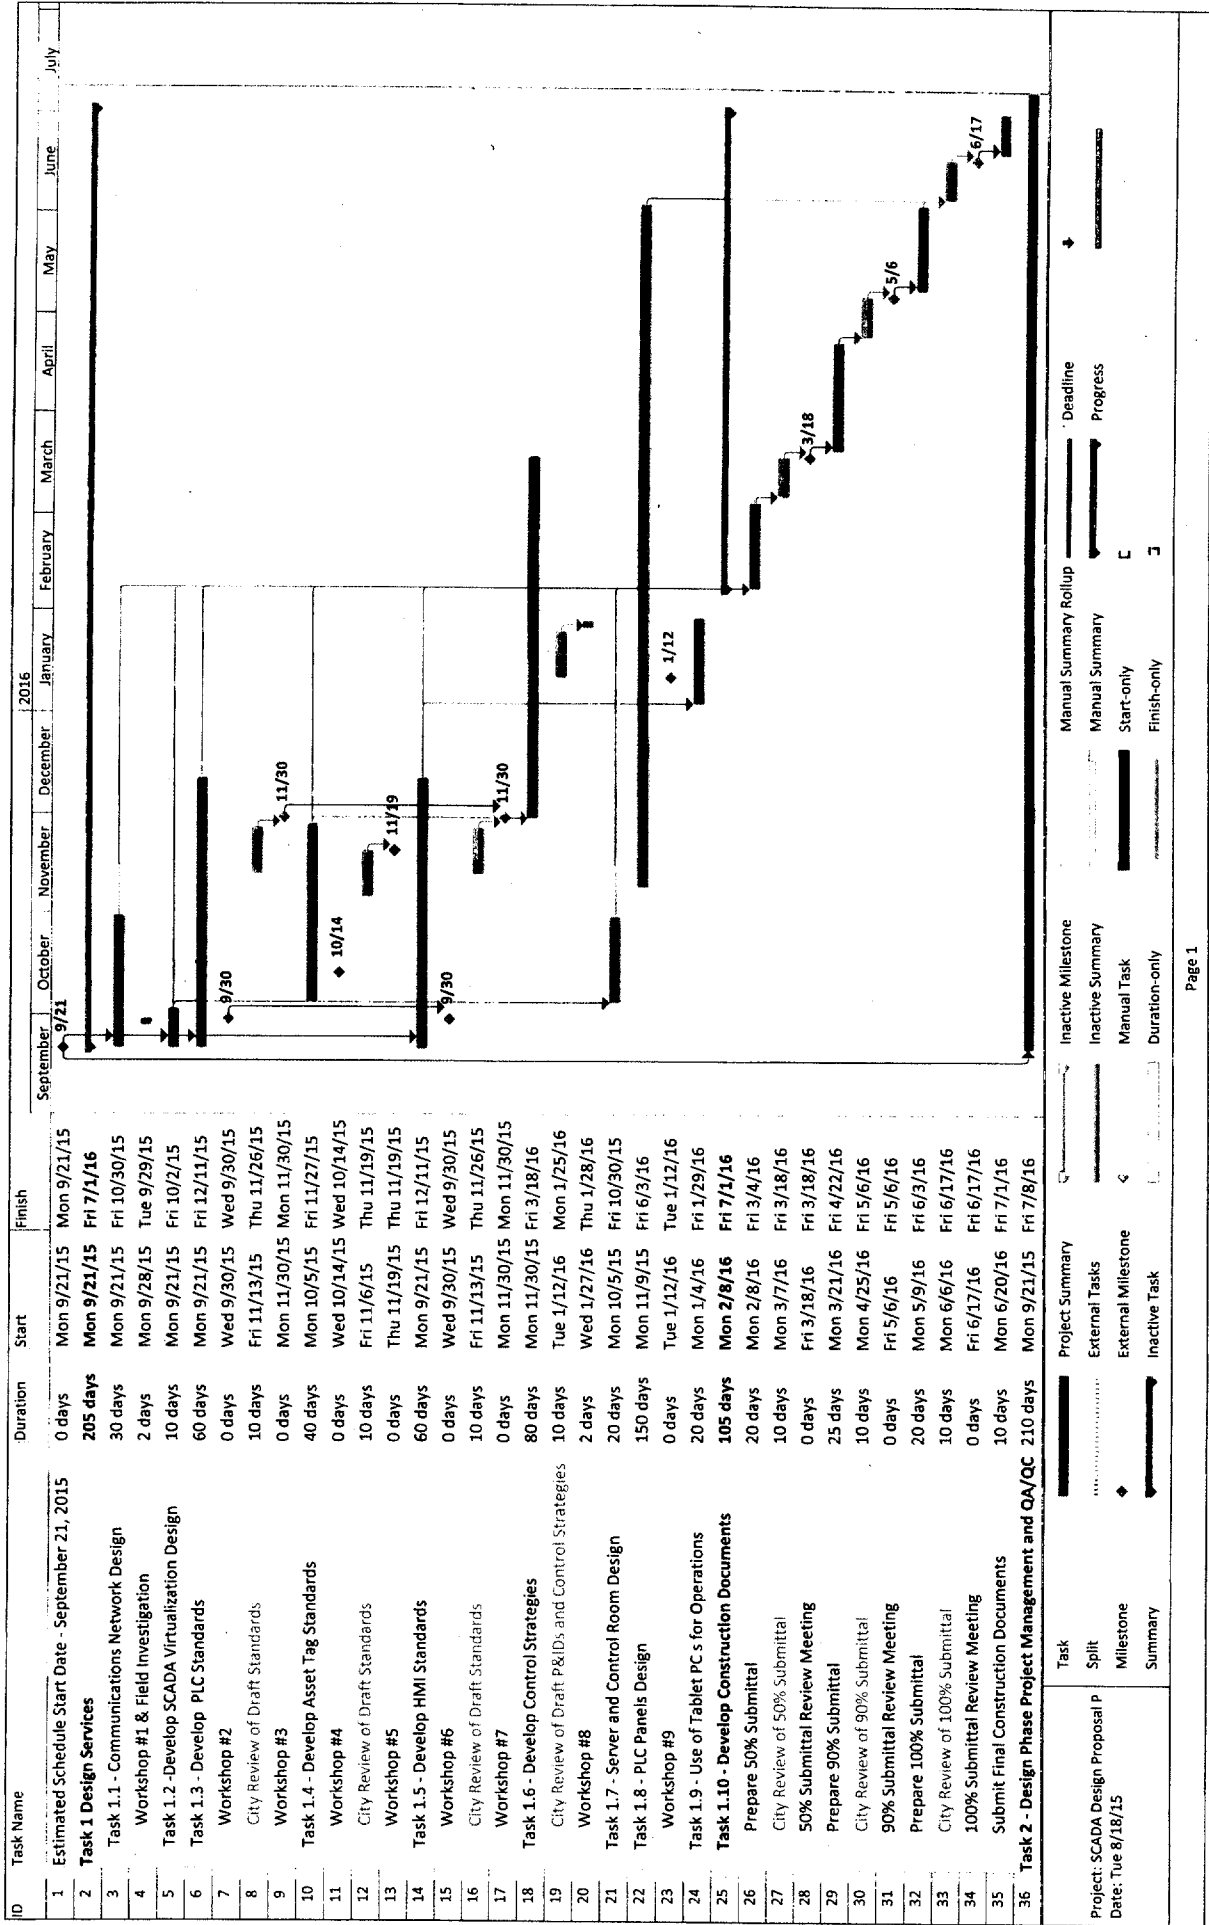 ID Task Name Duration Start Finish
2016
September October November December January February March April May June July
1 Estimated Schedule Start Date - September 21, 2015 0 days Mon 9/21/15 Mon 9/21/15 9/21
2 Task 1 Design Services 205 days Mon 9/21/15 Fri 7/1/16
3 Task 1.1 - Communications Network Design 30 days Mon 9/21/15 Fri 10/30/15
4 Workshop #1 & Field Investigation 2 days Mon 9/28/15 Tue 9/29/15
5 Task 1.2 -Develop SCADA Virtualization Design 10 days Mon 9/21/15 Fri 10/2/15
6 Task 1.3 - Develop PLC Standards 60 days Mon 9/21/15 Fri 12/11/15
7 Workshop #2 0 days Wed 9/30/15 Wed 9/30/15 9/30
8 City Review of Draft Standards 10 days Fri 11/13/15 Thu 11/26/15
9 Workshop #3 0 days Mon 11/30/15 Mon 11/30/15 11/30
10 Task 1.4 - Develop Asset Tag Standards 40 days Mon 10/5/15 Fri 11/27/15
11 Workshop #4 0 days Wed 10/14/15 Wed 10/14/15 10/14
12 City Review of Draft Standards 10 days Fri 11/6/15 Thu 11/19/15
13 Workshop #5 0 days Thu 11/19/15 Thu 11/19/15 11/19
14 Task 1.5 - Develop HMI Standards 60 days Mon 9/21/15 Fri 12/11/15
15 Workshop #6 0 days Wed 9/30/15 Wed 9/30/15 9/30
16 City Review of Draft Standards 10 days Fri 11/13/15 Thu 11/26/15
17 Workshop #7 0 days Mon 11/30/15 Mon 11/30/15 11/30
18 Task 1.6 - Develop Control Strategies 80 days Mon 11/30/15 Fri 3/18/16
19 City Review of Draft P&IDs and Control Strategies 10 days Tue 1/12/16 Mon 1/25/16
20 Workshop #8 2 days Wed 1/27/16 Thu 1/28/16
21 Task 1.7 - Server and Control Room Design 20 days Mon 10/5/15 Fri 10/30/15
22 Task 1.8 - PLC Panels Design 150 days Mon 11/9/15 Fri 6/3/16
23 Workshop #9 0 days Tue 1/12/16 Tue 1/12/16 1/12
24 Task 1.9 - Use of Tablet PC s for Operations 20 days Mon 1/4/16 Fri 1/29/16
25 Task 1.10 - Develop Construction Documents 105 days Mon 2/8/16 Fri 7/1/16
26 Prepare 50% Submittal 20 days Mon 2/8/16 Fri 3/4/16
27 City Review of 50% Submittal 10 days Mon 3/7/16 Fri 3/18/16
28 50% Submittal Review Meeting 0 days Fri 3/18/16 Fri 3/18/16 3/18
29 Prepare 90% Submittal 25 days Mon 3/21/16 Fri 4/22/16
30 City Review of 90% Submittal 10 days Mon 4/25/16 Fri 5/6/16
31 90% Submittal Review Meeting 0 days Fri 5/6/16 Fri 5/6/16 5/6
32 Prepare 100% Submittal 20 days Mon 5/9/16 Fri 6/3/16
33 City Review of 100% Submittal 10 days Mon 6/6/16 Fri 6/17/16
34 100% Submittal Review Meeting 0 days Fri 6/17/16 Fri 6/17/16 6/17
35 Submit Final Construction Documents 10 days Mon 6/20/16 Fri 7/1/16
36 Task 2 - Design Phase Project Management and QA/QC 210 days Mon 9/21/15 Fri 7/8/16
Project: SCADA Design Proposal P
Date: Tue 8/18/15
Task Project Summary Inactive Milestone Manual Summary Rollup Deadline
Split External Tasks Inactive Summary Manual Summary Progress
Milestone External Milestone Manual Task Start-only
Summary Inactive Task Duration-only Finish-only
Page 1